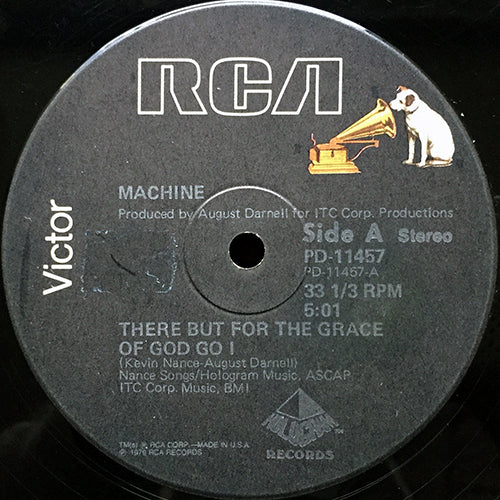 RCA
Victor
MACHINE
Produced by August Darnell for ITC Corp. Productions
Side A Stereo
PD-11457
PD-11457-A
33 1/3 RPM
5:01
THERE BUT FOR THE GRACE
OF GOD GO I
(Kevin Nance-August Darnell)
Nance Songs/Hologram Music, ASCAP
ITC Corp. Music, BMI
HOLOGRAM
RECORDS
TM(s) ® RCA CORP.—MADE IN U.S.A.
℗ 1979 RCA RECORDS